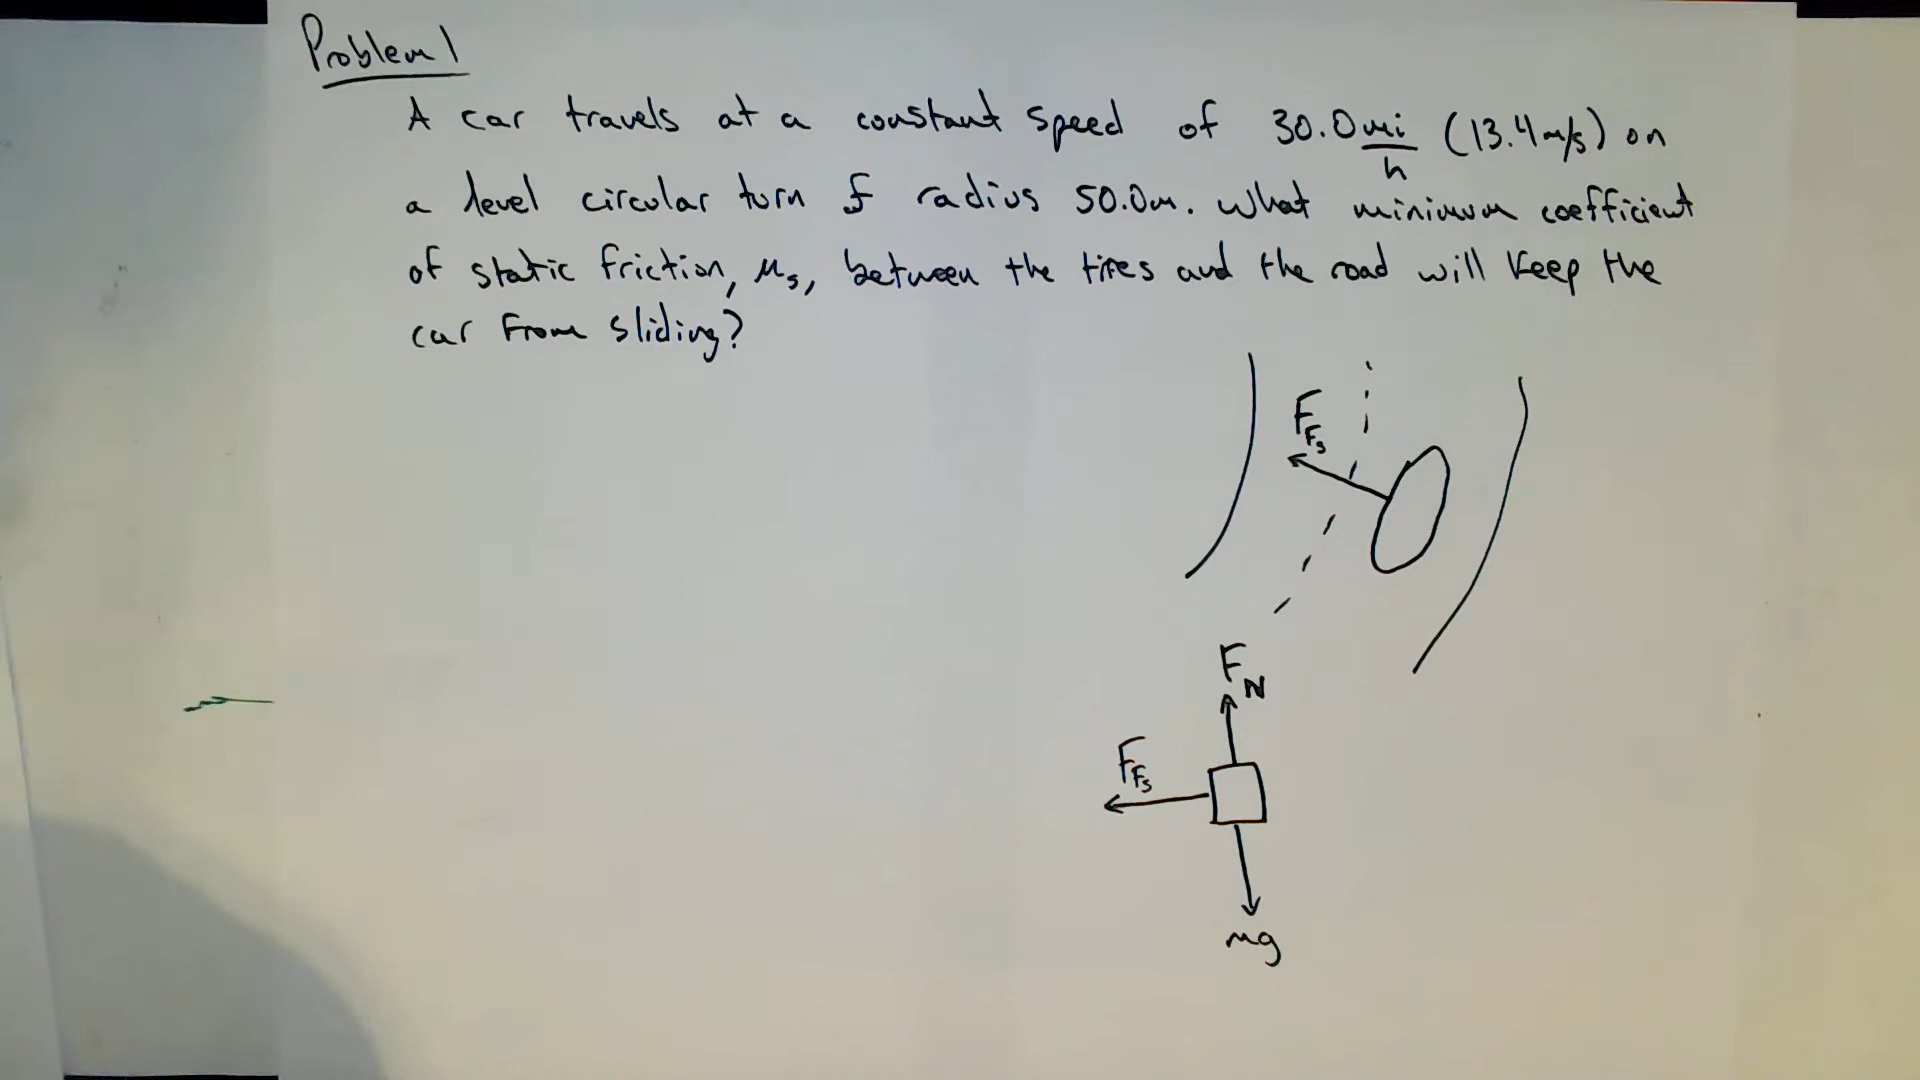 Problem 1
A car travels at a constant speed of 30.0 mi/h (13.4 m/s) on
a level circular turn of radius 50.0m. What minimum coefficient
of static friction, μs, between the tires and the road will keep the
car from sliding?
FFs
FN
FFs
mg